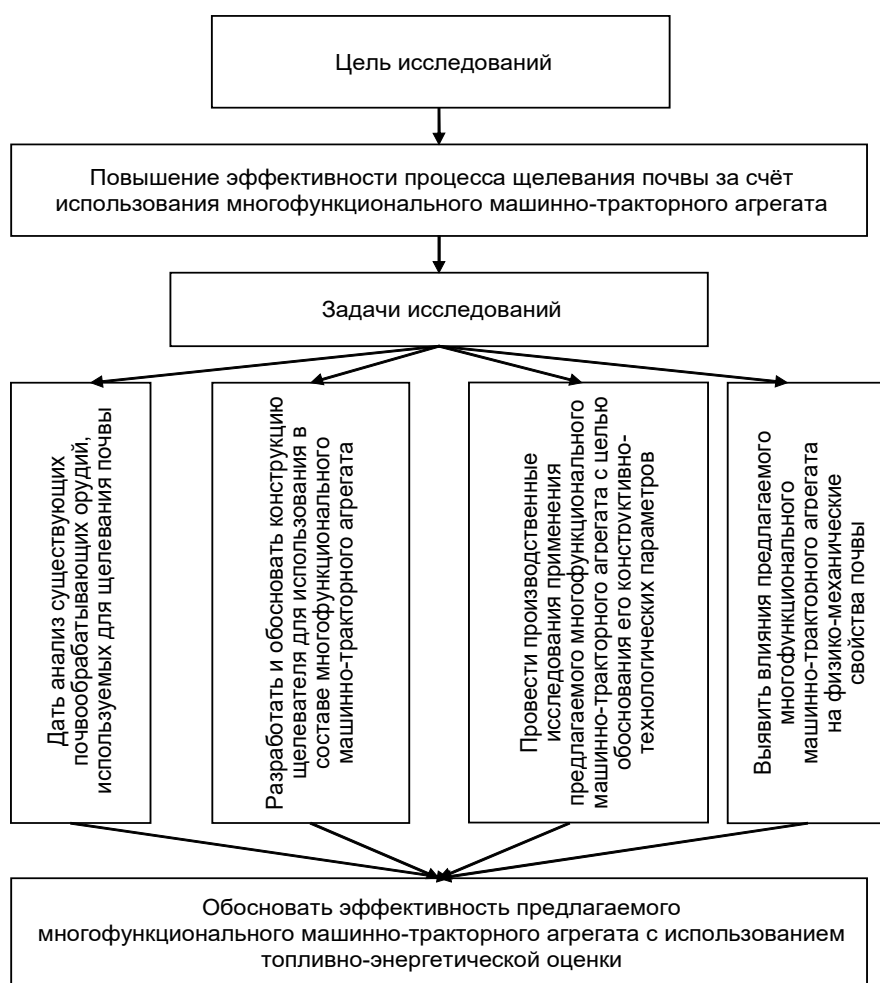 Цель исследований
Повышение эффективности процесса щелевания почвы за счёт
использования многофункционального машинно-тракторного агрегата
Задачи исследований
Дать анализ существующих
почвообрабатывающих орудий,
используемых для щелевания почвы
Разработать и обосновать конструкцию
щелевателя для использования в
составе многофункционального
машинно-тракторного агрегата
Провести производственные
исследования применения
предлагаемого многофункционального
машинно-тракторного агрегата с целью
обоснования его конструктивно-
технологических параметров
Выявить влияния предлагаемого
многофункционального
машинно-тракторного агрегата
на физико-механические
свойства почвы
Обосновать эффективность предлагаемого
многофункционального машинно-тракторного агрегата с использованием
топливно-энергетической оценки